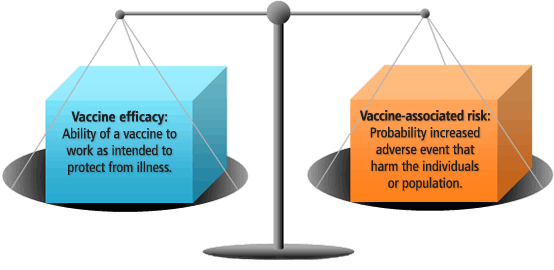 Vaccine efficacy:
Ability of a vaccine to
work as intended to
protect from illness.
Vaccine-associated risk:
Probability increased
adverse event that
harm the individuals
or population.